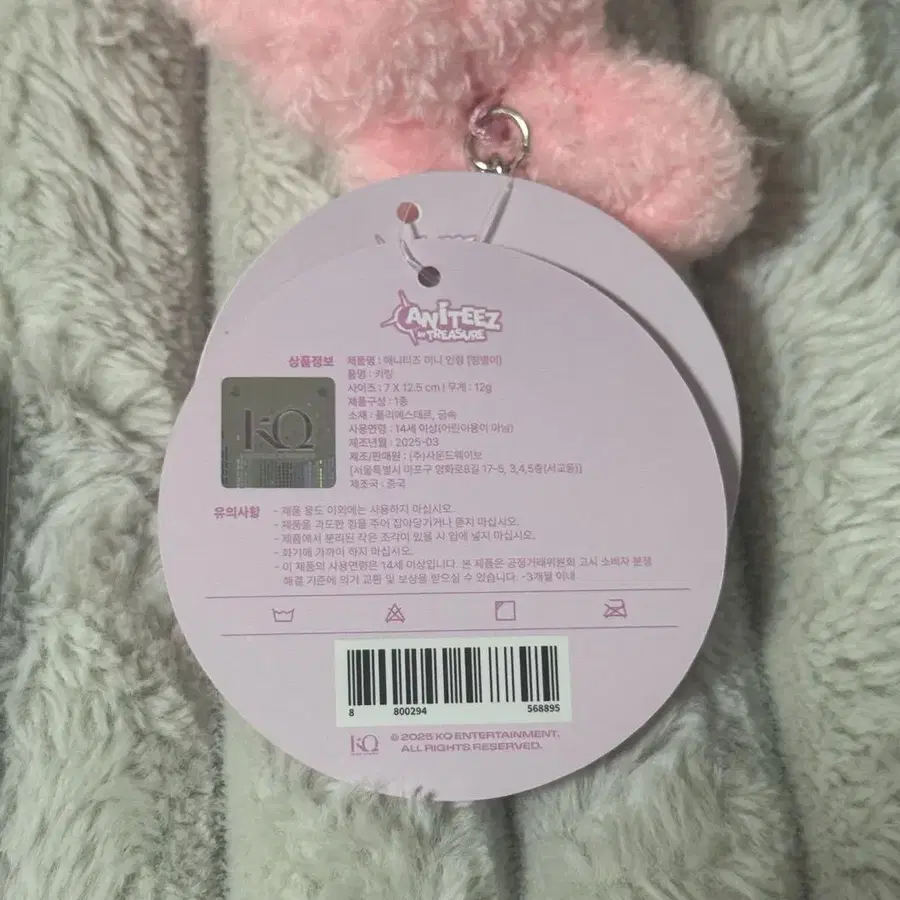 ANITEEZ
IN TREASURE
상품정보
제품명 : 애니티즈 미니 인형 [띵별이]
품명 : 키링
사이즈 : 7 X 12.5 cm | 무게 : 12g
제품구성 : 1종
소재 : 폴리에스테르, 금속
사용연령 : 14세 이상(어린이용이 아님)
제조년월 : 2025-03
제조/판매원 : (주)사운드웨이브
[서울특별시 마포구 양화로8길 17-5, 3,4,5층(서교동)]
제조국 : 중국
KQ
유의사항
- 제품 용도 이외에는 사용하지 마십시오.
- 제품을 과도한 힘을 주어 잡아당기거나 뜯지 마십시오.
- 제품에서 분리된 작은 조각이 있을 시 입에 넣지 마십시오.
- 화기에 가까이 하지 마십시오.
- 이 제품의 사용연령은 14세 이상입니다. 본 제품은 공정거래위원회 고시 소비자 분쟁
해결 기준에 의거 교환 및 보상을 받으실 수 있습니다. -3개월 이내
8 800294 568895
KQ
© 2025 KQ ENTERTAINMENT.
ALL RIGHTS RESERVED.